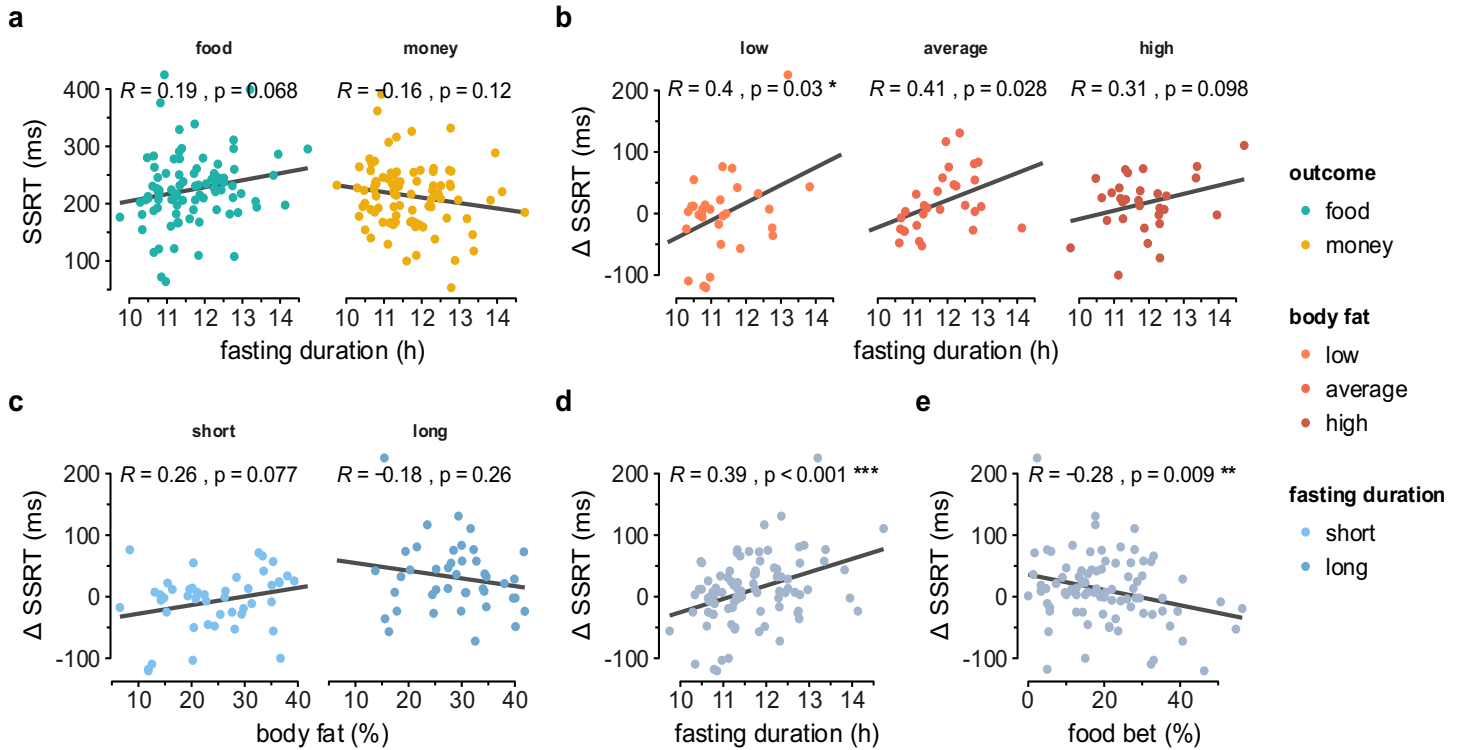 a
food
money
R = 0.19 , p = 0.068
R = −0.16 , p = 0.12
400
300
200
100
SSRT (ms)
10 11 12 13 14
10 11 12 13 14
fasting duration (h)
b
low
average
high
R = 0.4 , p = 0.03 *
R = 0.41 , p = 0.028
R = 0.31 , p = 0.098
200
100
0
-100
Δ SSRT (ms)
10 11 12 13 14
10 11 12 13 14
10 11 12 13 14
fasting duration (h)
outcome
food
money
body fat
low
average
high
fasting duration
short
long
c
short
long
R = 0.26 , p = 0.077
R = −0.18 , p = 0.26
200
100
0
-100
Δ SSRT (ms)
10 20 30 40
10 20 30 40
body fat (%)
d
R = 0.39 , p < 0.001 ***
200
100
0
-100
Δ SSRT (ms)
10 11 12 13 14
fasting duration (h)
e
R = −0.28 , p = 0.009 **
200
100
0
-100
Δ SSRT (ms)
0 20 40
food bet (%)